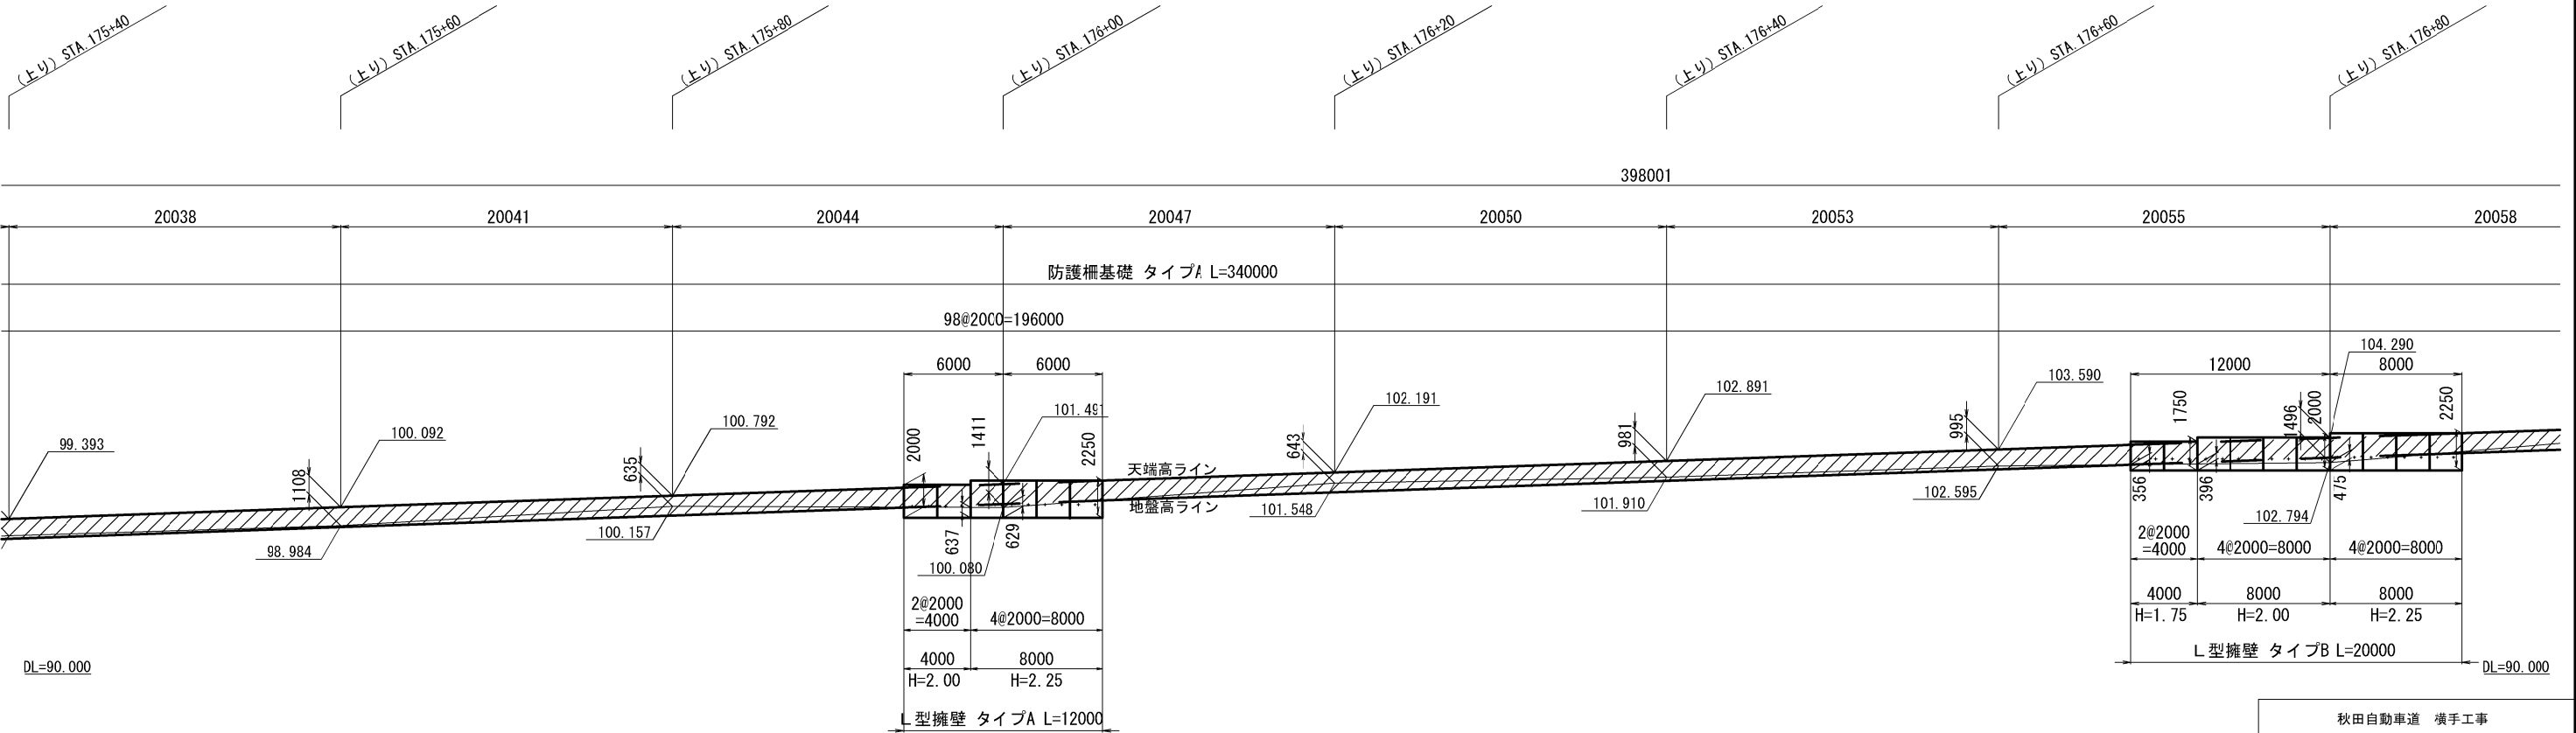 (上り) STA.175+40
(上り) STA.175+60
(上り) STA.175+80
(上り) STA.176+00
(上り) STA.176+20
(上り) STA.176+40
(上り) STA.176+60
(上り) STA.176+80
398001
20038
20041
20044
20047
20050
20053
20055
20058
防護柵基礎 タイプA L=340000
98@2000=196000
6000
6000
12000
8000
99.393
100.092
100.792
101.491
102.191
102.891
103.590
104.290
1108
635
2000
1411
2250
643
981
995
1750
1496
2000
2250
天端高ライン
地盤高ライン
98.984
100.157
637
629
100.080
101.548
101.910
102.595
356
396
475
102.794
2@2000
=4000
4@2000=8000
4000
8000
H=2.00
H=2.25
L型擁壁 タイプA L=12000
2@2000
=4000
4@2000=8000
4@2000=8000
4000
8000
8000
H=1.75
H=2.00
H=2.25
L型擁壁 タイプB L=20000
DL=90.000
DL=90.000
秋田自動車道 横手工事